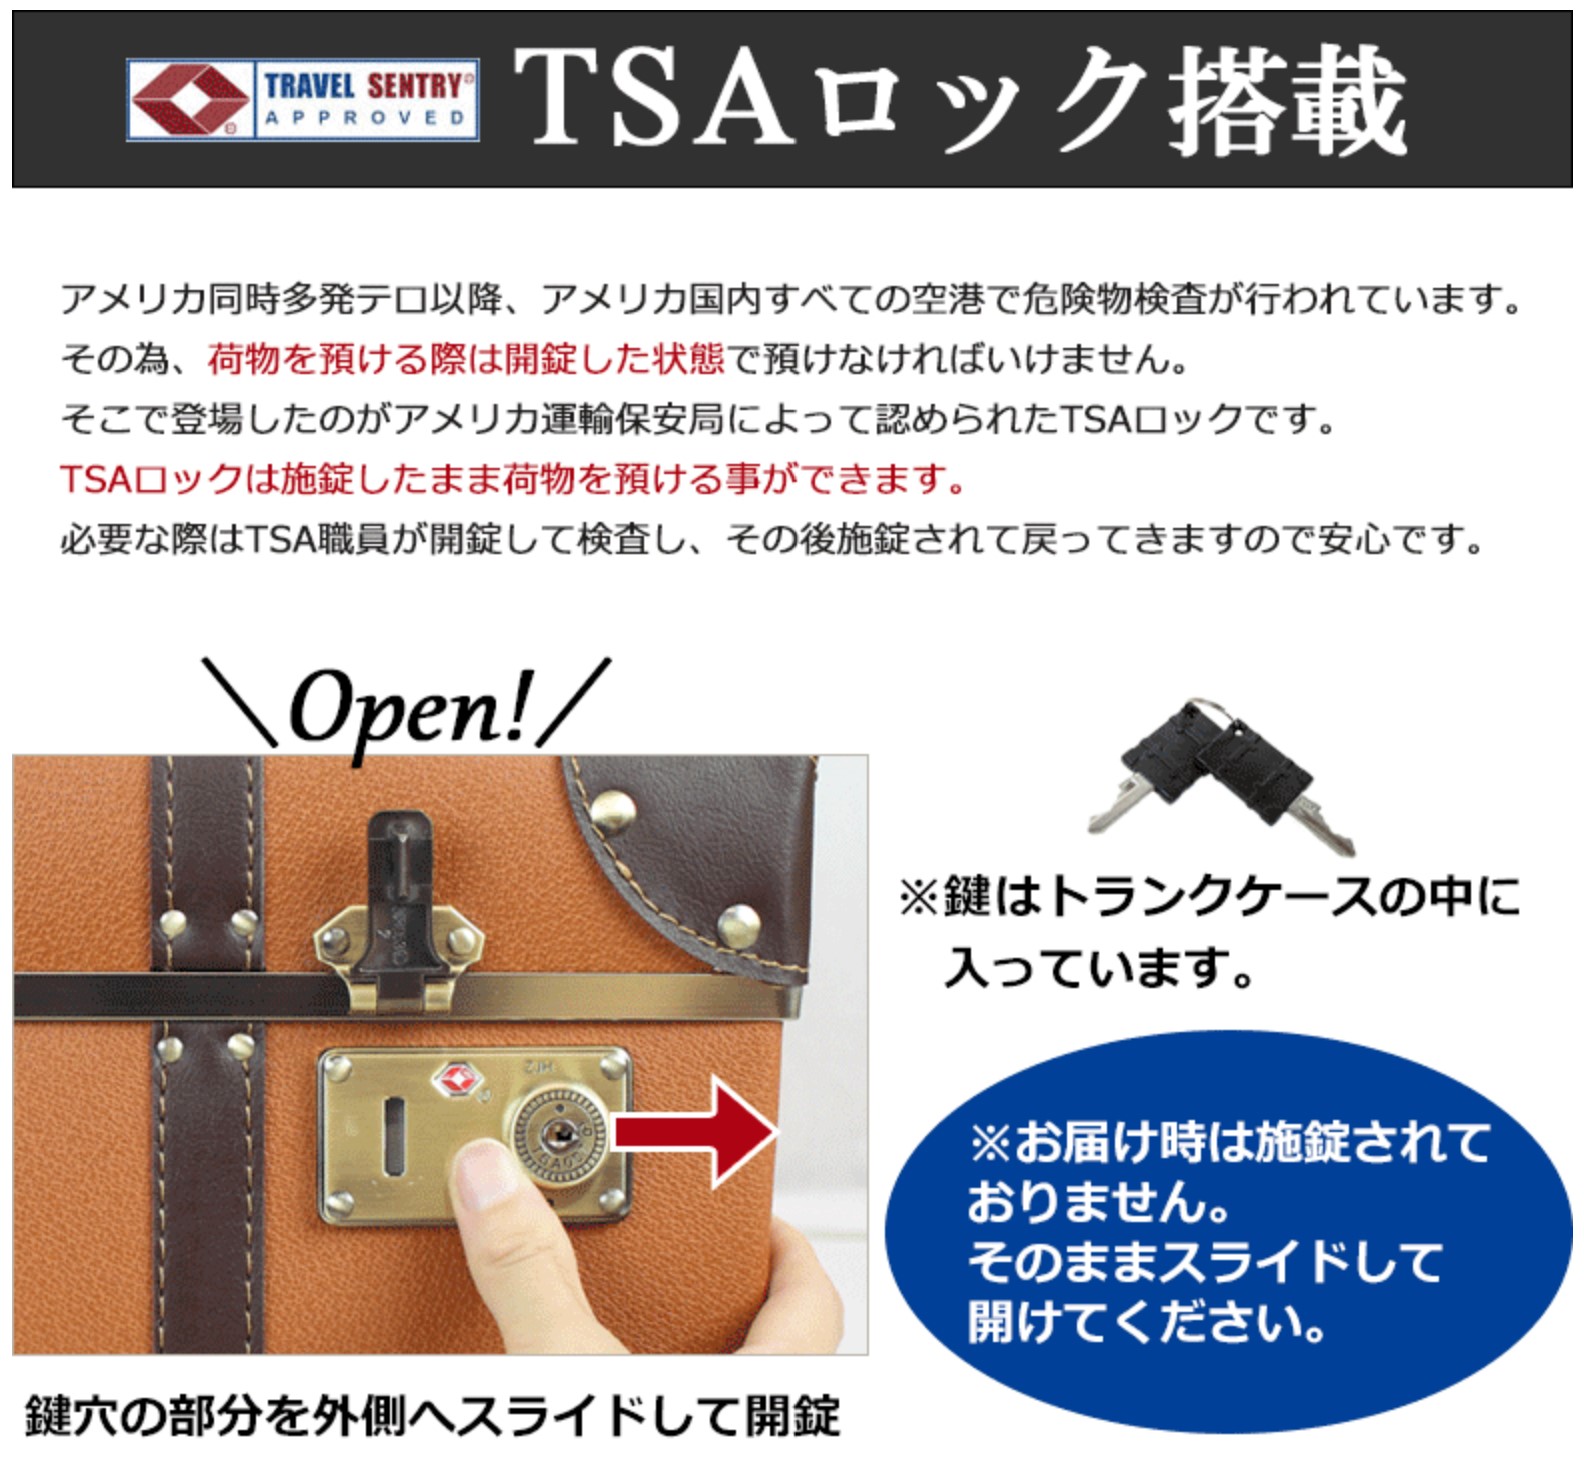 TRAVEL SENTRY®
APPROVED
TSAロック搭載
アメリカ同時多発テロ以降、アメリカ国内すべての空港で危険物検査が行われています。
その為、荷物を預ける際は開錠した状態で預けなければいけません。
そこで登場したのがアメリカ運輸保安局によって認められたTSAロックです。
TSAロックは施錠したまま荷物を預ける事ができます。
必要な際はTSA職員が開錠して検査し、その後施錠されて戻ってきますので安心です。
\Open!/
※鍵はトランクケースの中に
入っています。
※お届け時は施錠されて
おりません。
そのままスライドして
開けてください。
鍵穴の部分を外側へスライドして開錠